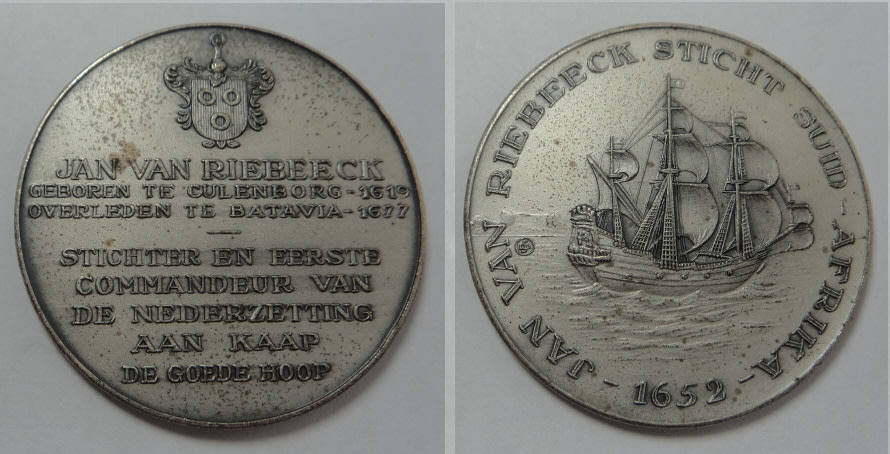 JAN VAN RIEBEECK
GEBOREN TE CULENBORG-1619
OVERLEDEN TE BATAVIA-1677
STICHTER EN EERSTE
COMMANDEUR VAN
DE NEDERZETTING
AAN KAAP
DE GOEDE HOOP
JAN VAN RIEBEECK STICHT SUID-AFRIKA-
-1652-